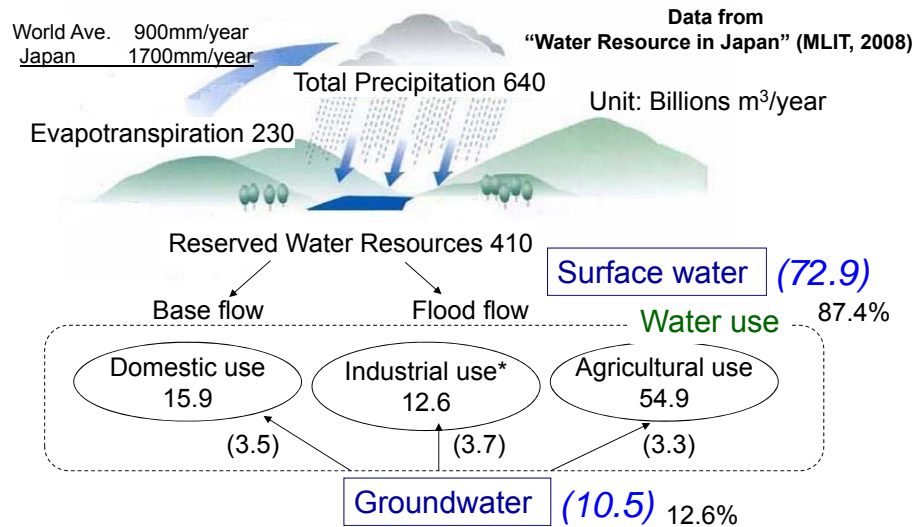 World Ave. 900mm/year
Japan 1700mm/year
Data from
“Water Resource in Japan” (MLIT, 2008)
Total Precipitation 640
Unit: Billions m³/year
Evapotranspiration 230
Reserved Water Resources 410
Surface water (72.9)
87.4%
Base flow Flood flow
Water use
Domestic use
15.9
Industrial use*
12.6
Agricultural use
54.9
(3.5) (3.7) (3.3)
Groundwater (10.5) 12.6%